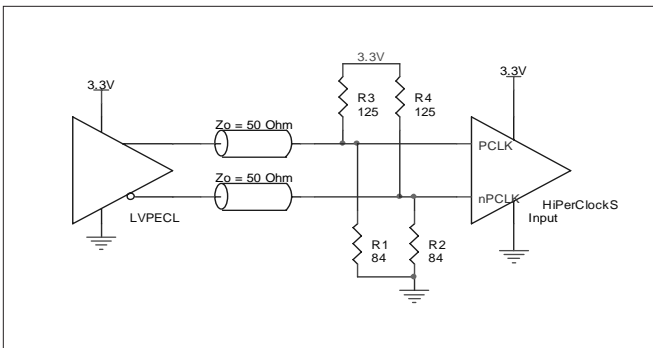 3.3V
3.3V
3.3V
R3
125
R4
125
Zo = 50 Ohm
PCLK
Zo = 50 Ohm
nPCLK
HiPerClockS
Input
LVPECL
R1
84
R2
84